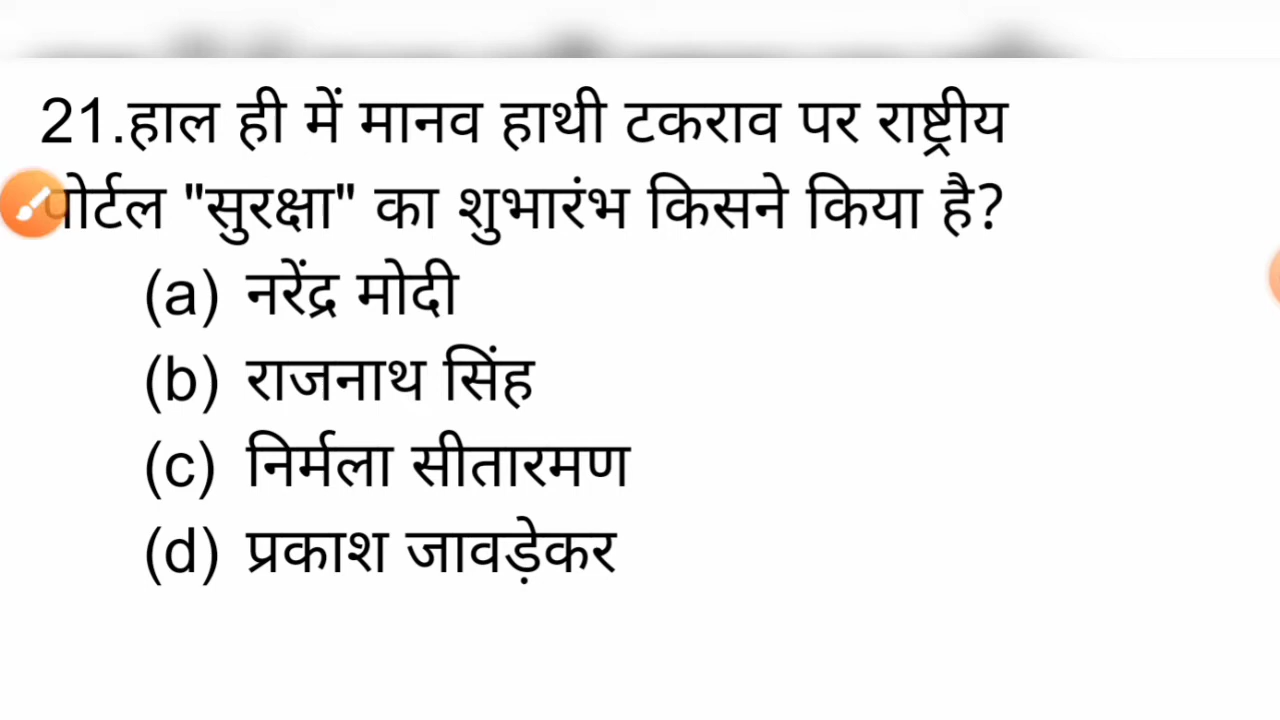 21.हाल ही में मानव हाथी टकराव पर राष्ट्रीय
पोर्टल "सुरक्षा" का शुभारंभ किसने किया है?
(a) नरेंद्र मोदी
(b) राजनाथ सिंह
(c) निर्मला सीतारमण
(d) प्रकाश जावड़ेकर